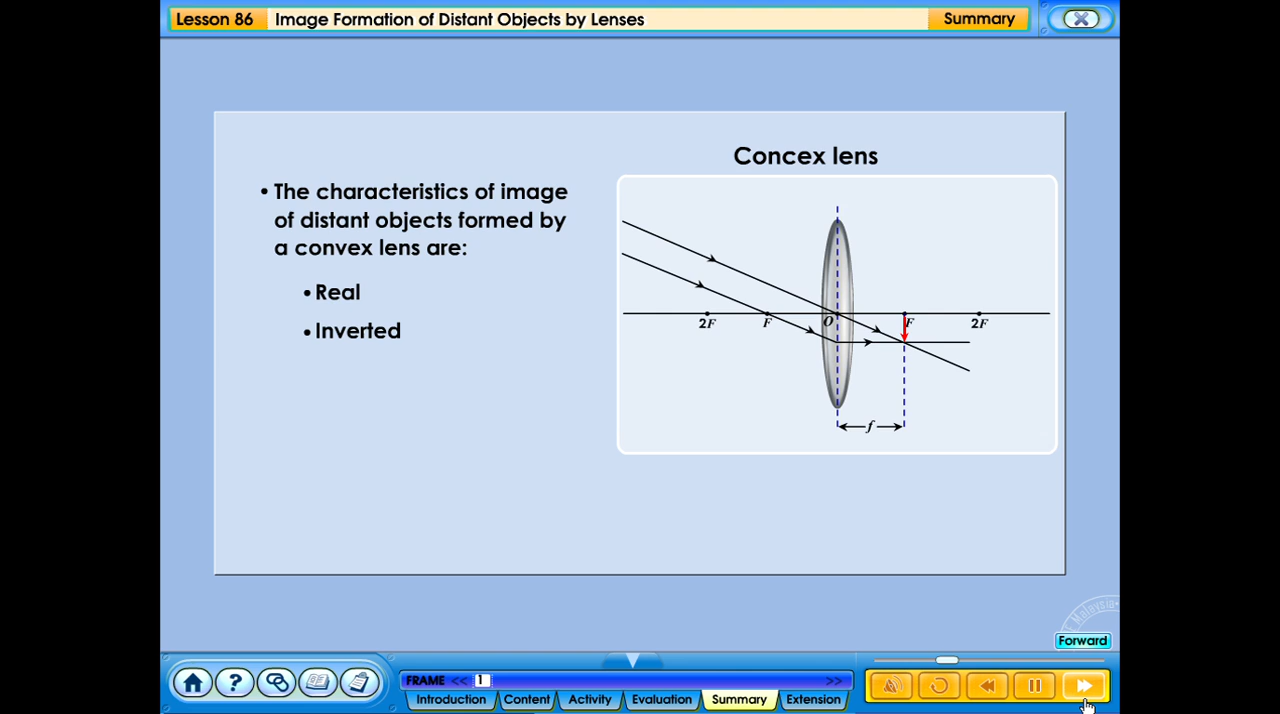 Lesson 86 Image Formation of Distant Objects by Lenses Summary
Concex lens
• The characteristics of image
of distant objects formed by
a convex lens are:
• Real
• Inverted
2F F O F 2F
f
Malaysia
Forward
FRAME << 1 >>
Introduction Content Activity Evaluation Summary Extension